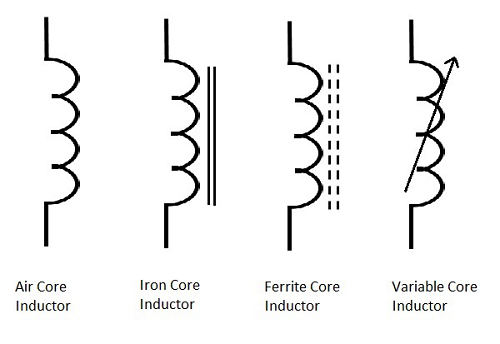 Air Core
Inductor
Iron Core
Inductor
Ferrite Core
Inductor
Variable Core
Inductor